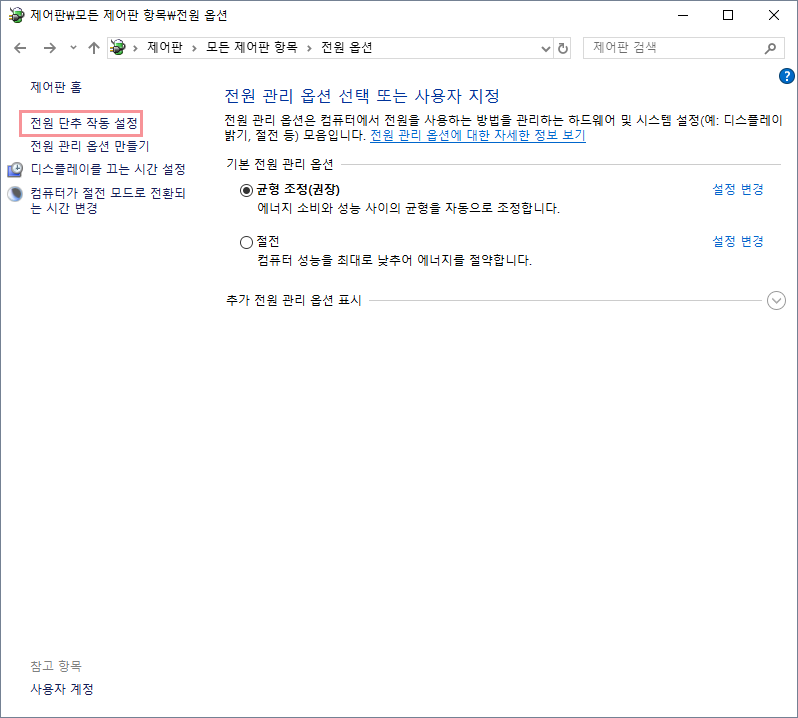 제어판₩모든 제어판 항목₩전원 옵션
제어판 > 모든 제어판 항목 > 전원 옵션
제어판 검색
?
제어판 홈
전원 단추 작동 설정
전원 관리 옵션 만들기
디스플레이를 끄는 시간 설정
컴퓨터가 절전 모드로 전환되
는 시간 변경
전원 관리 옵션 선택 또는 사용자 지정
전원 관리 옵션은 컴퓨터에서 전원을 사용하는 방법을 관리하는 하드웨어 및 시스템 설정(예: 디스플레이
밝기, 절전 등) 모음입니다. 전원 관리 옵션에 대한 자세한 정보 보기
기본 전원 관리 옵션
균형 조정(권장) 설정 변경
에너지 소비와 성능 사이의 균형을 자동으로 조정합니다.
절전 설정 변경
컴퓨터 성능을 최대로 낮추어 에너지를 절약합니다.
추가 전원 관리 옵션 표시
참고 항목
사용자 계정